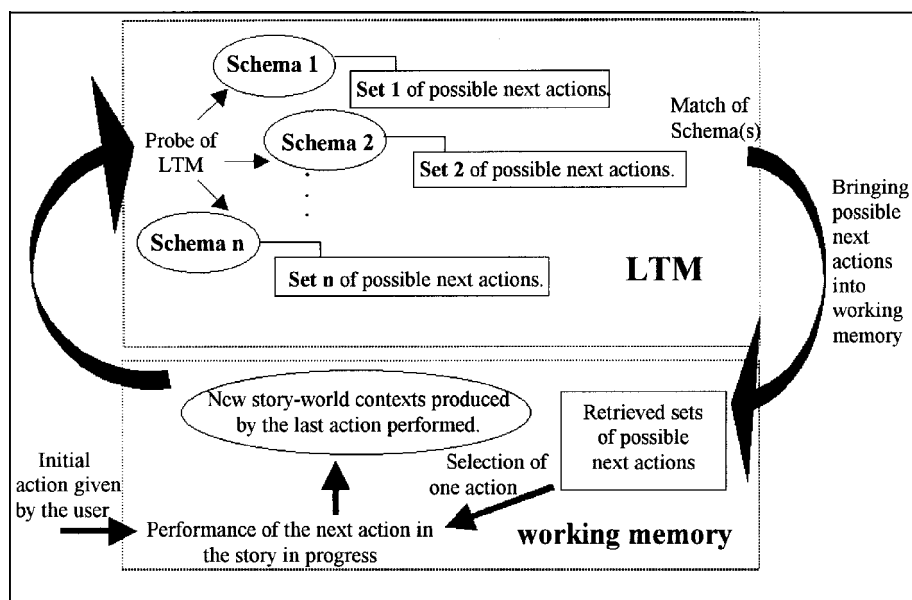 Schema 1
Set 1 of possible next actions.
Probe of
LTM
Schema 2
Set 2 of possible next actions.
Schema n
Set n of possible next actions.
LTM
Match of
Schema(s)
Bringing
possible
next
actions
into
working
memory
New story-world contexts produced
by the last action performed.
Retrieved sets
of possible
next actions
Selection of
one action
Initial
action given
by the user
Performance of the next action in
the story in progress
working memory